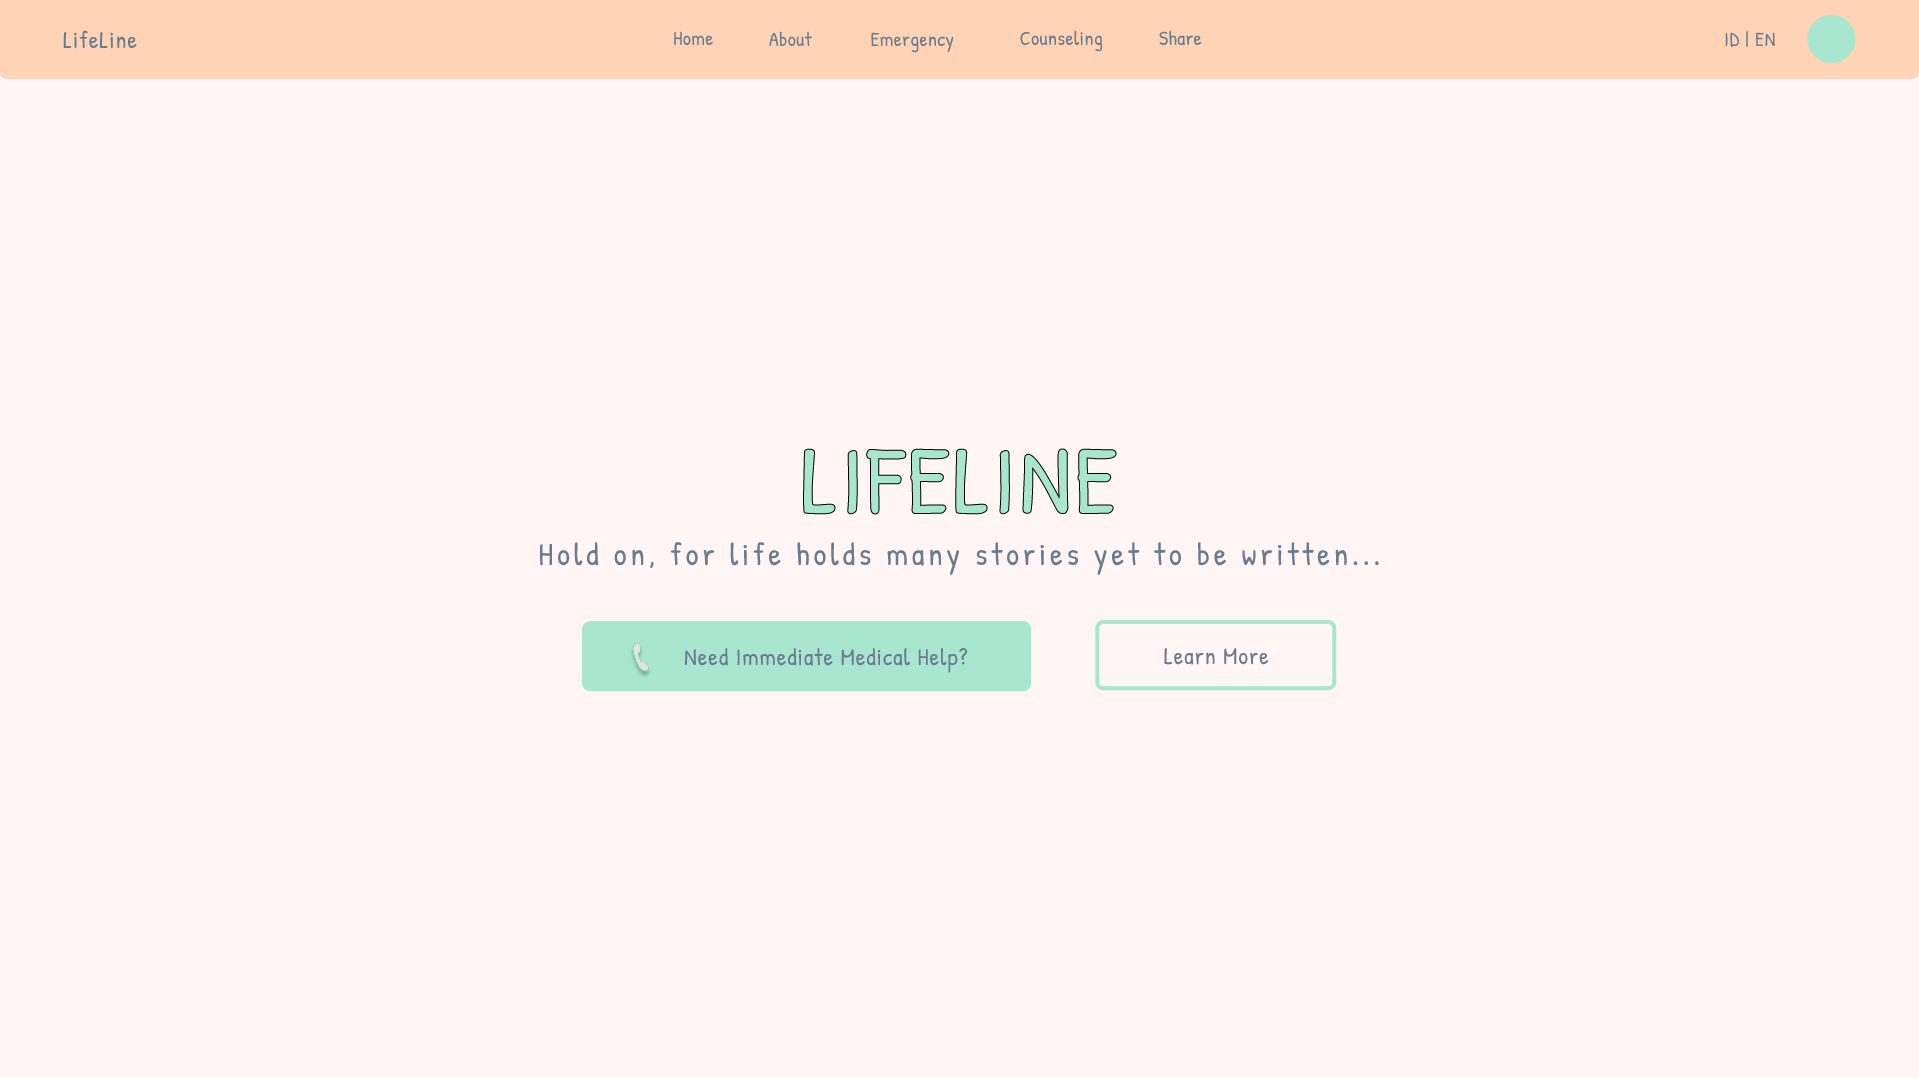 LifeLine
Home About Emergency Counseling Share
ID | EN
LIFELINE
Hold on, for life holds many stories yet to be written...
Need Immediate Medical Help?
Learn More